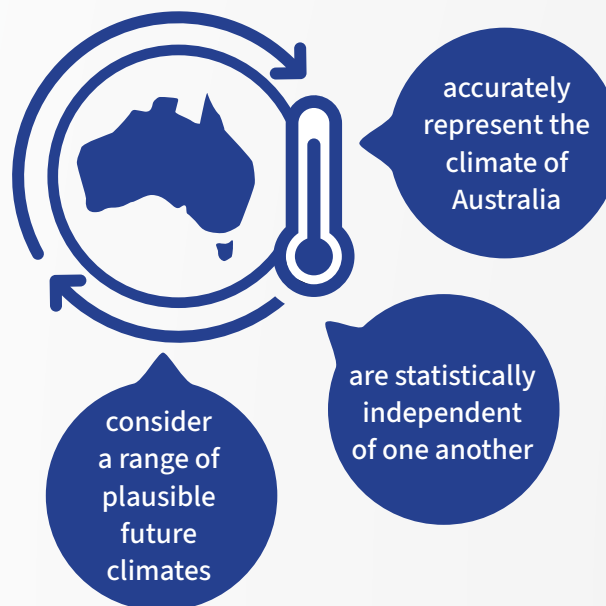 accurately
represent the
climate of
Australia
are statistically
independent
of one another
consider
a range of
plausible
future
climates